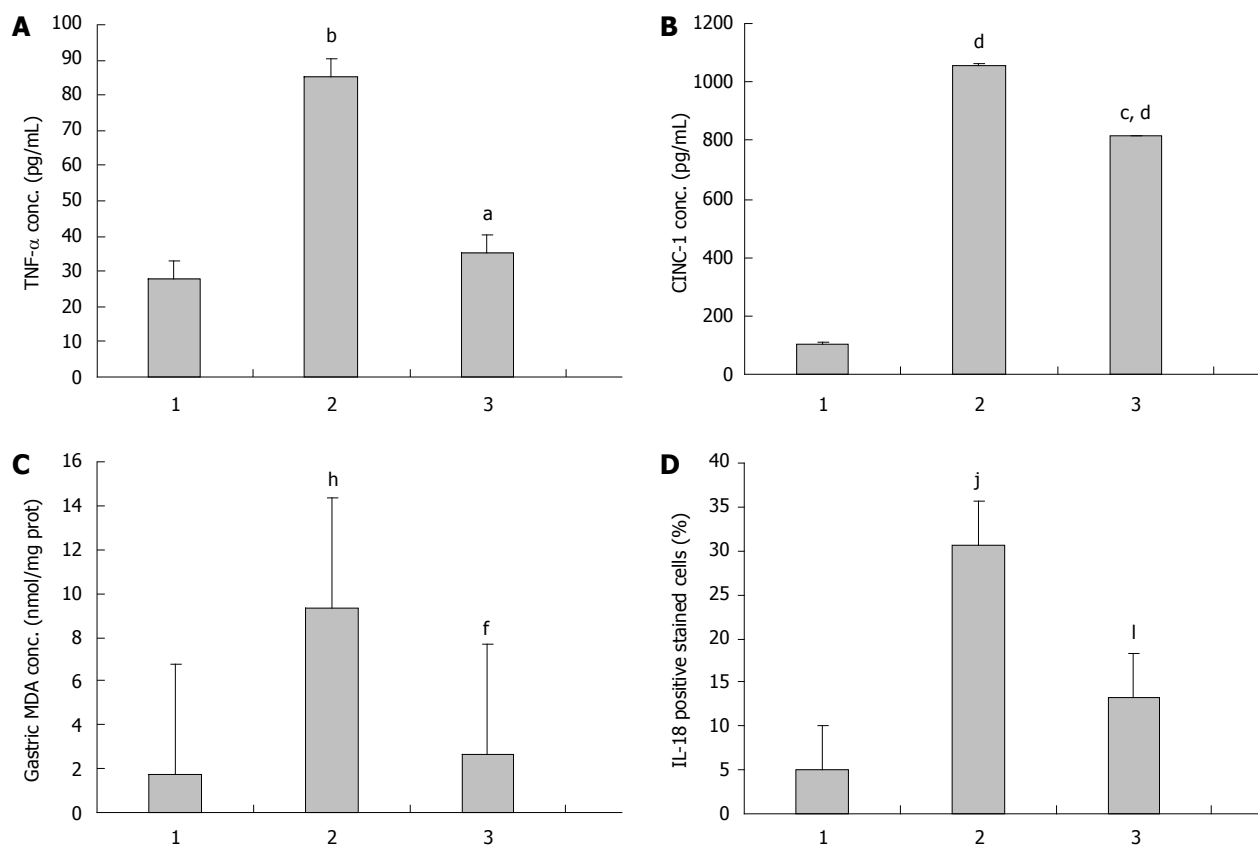 A
TNF-α conc. (pg/mL)
100
90
80
70
60
50
40
30
20
10
0
b
a
1 2 3
B
CINC-1 conc. (pg/mL)
1200
1000
800
600
400
200
0
d
c, d
1 2 3
C
Gastric MDA conc. (nmol/mg prot)
16
14
12
10
8
6
4
2
0
h
f
1 2 3
D
IL-18 positive stained cells (%)
40
35
30
25
20
15
10
5
0
j
l
1 2 3